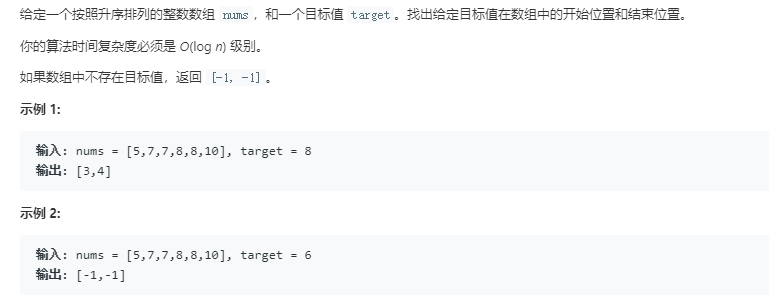 给定一个按照升序排列的整数数组 nums，和一个目标值 target。找出给定目标值在数组中的开始位置和结束位置。
你的算法时间复杂度必须是 O(log n) 级别。
如果数组中不存在目标值，返回 [-1, -1]。
示例 1:
输入: nums = [5,7,7,8,8,10], target = 8
输出: [3,4]
示例 2:
输入: nums = [5,7,7,8,8,10], target = 6
输出: [-1,-1]